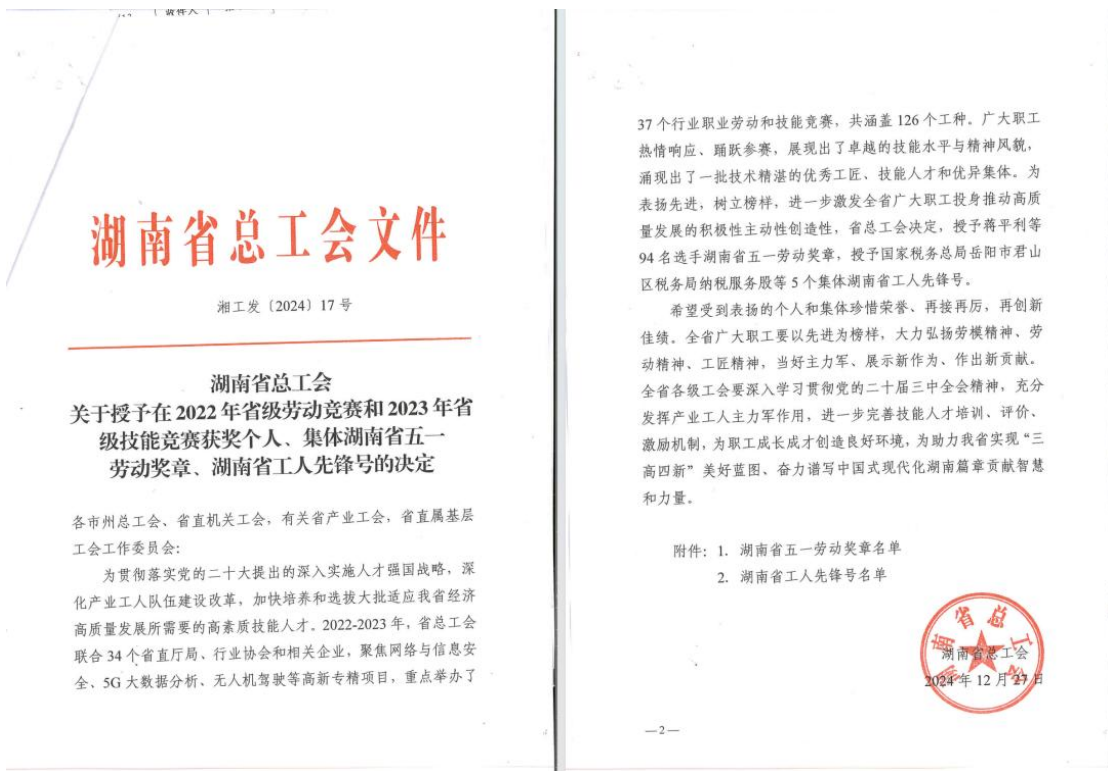 湖南省总工会文件
湘工发〔2024〕17号
湖南省总工会
关于授予在2022年省级劳动竞赛和2023年省
级技能竞赛获奖个人、集体湖南省五一
劳动奖章、湖南省工人先锋号的决定
各市州总工会、省直机关工会，有关省产业工会，省直属基层
工会工作委员会：
为贯彻落实党的二十大提出的深入实施人才强国战略，深
化产业工人队伍建设改革，加快培养和选拔大批适应我省经济
高质量发展所需要的高素质技能人才。2022-2023年，省总工会
联合34个省直厅局、行业协会和相关企业，聚焦网络与信息安
全、5G大数据分析、无人机驾驶等高新专精项目，重点举办了
37个行业职业劳动和技能竞赛，共涵盖126个工种。广大职工
热情响应、踊跃参赛，展现出了卓越的技能水平与精神风貌，
涌现出了一批技术精湛的优秀工匠、技能人才和优异集体。为
表扬先进，树立榜样，进一步激发全省广大职工投身推动高质
量发展的积极性主动性创造性，省总工会决定，授予蒋平利等
94名选手湖南省五一劳动奖章，授予国家税务总局岳阳市君山
区税务局纳税服务股等5个集体湖南省工人先锋号。
希望受到表扬的个人和集体珍惜荣誉、再接再厉，再创新
佳绩。全省广大职工要以先进为榜样，大力弘扬劳模精神、劳
动精神、工匠精神，当好主力军、展示新作为、作出新贡献。
全省各级工会要深入学习贯彻党的二十届三中全会精神，充分
发挥产业工人主力军作用，进一步完善技能人才培训、评价、
激励机制，为职工成长成才创造良好环境，为助力我省实现“三
高四新”美好蓝图、奋力谱写中国式现代化湖南篇章贡献智慧
和力量。
附件：1. 湖南省五一劳动奖章名单
2. 湖南省工人先锋号名单
湖南省总工会
湖南省总工会
2024年12月27日
—2—